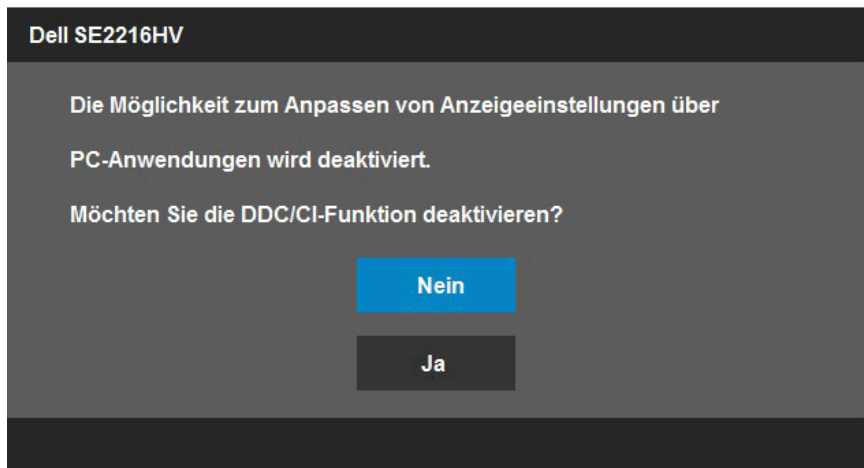 Dell SE2216HV
Die Möglichkeit zum Anpassen von Anzeigeeinstellungen über
PC-Anwendungen wird deaktiviert.
Möchten Sie die DDC/CI-Funktion deaktivieren?
Nein
Ja